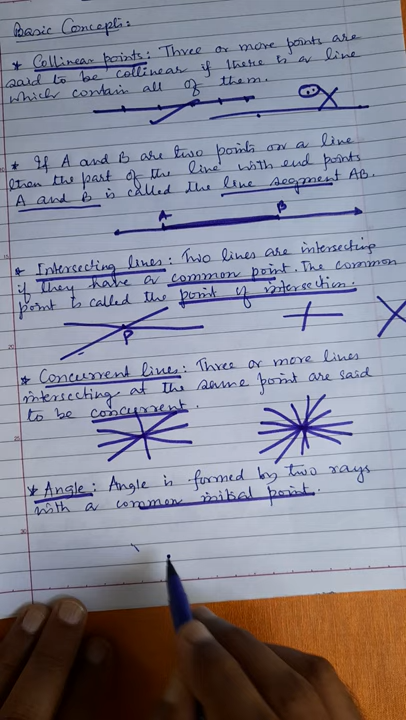 Basic Concept:
* Collinear points: Three or more points are
said to be collinear if there is a line
which contain all of them.
* If A and B are two points on a line
then the part of the line with end points
A and B is called the line segment AB.
A B
* Intersecting lines: Two lines are intersecting
if they have a common point. The common
point is called the point of intersection.
P
* Concurrent lines: Three or more lines
intersecting at the same point are said
to be concurrent.
* Angle: Angle is formed by two rays
with a common initial point.